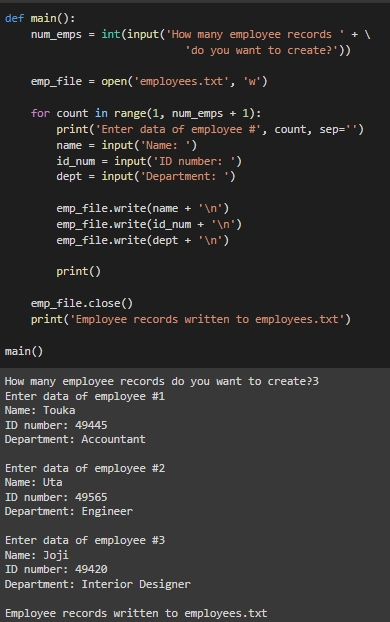 def main():
    num_emps = int(input('How many employee records ' + \
                         'do you want to create?'))
    emp_file = open('employees.txt', 'w')
    for count in range(1, num_emps + 1):
        print('Enter data of employee #', count, sep='')
        name = input('Name: ')
        id_num = input('ID number: ')
        dept = input('Department: ')
        emp_file.write(name + '\n')
        emp_file.write(id_num + '\n')
        emp_file.write(dept + '\n')
        print()
    emp_file.close()
    print('Employee records written to employees.txt')
main()
How many employee records do you want to create?3
Enter data of employee #1
Name: Touka
ID number: 49445
Department: Accountant
Enter data of employee #2
Name: Uta
ID number: 49565
Department: Engineer
Enter data of employee #3
Name: Joji
ID number: 49420
Department: Interior Designer
Employee records written to employees.txt